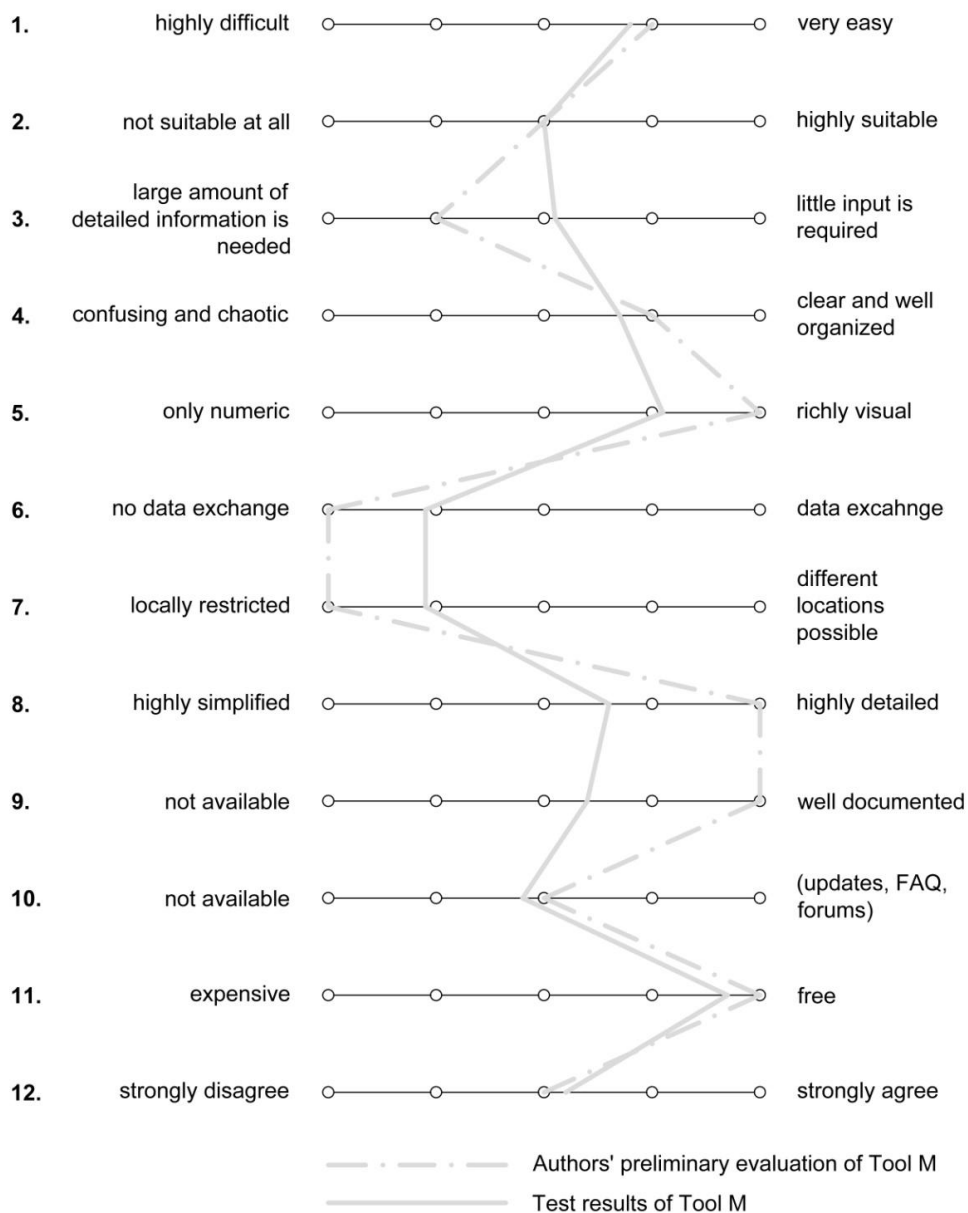 1. highly difficult very easy
2. not suitable at all highly suitable
3. large amount of
detailed information is
needed
little input is
required
4. confusing and chaotic
clear and well
organized
5. only numeric richly visual
6. no data exchange data excahnge
7. locally restricted
different
locations
possible
8. highly simplified highly detailed
9. not available well documented
10. not available
(updates, FAQ,
forums)
11. expensive free
12. strongly disagree strongly agree
Authors' preliminary evaluation of Tool M
Test results of Tool M